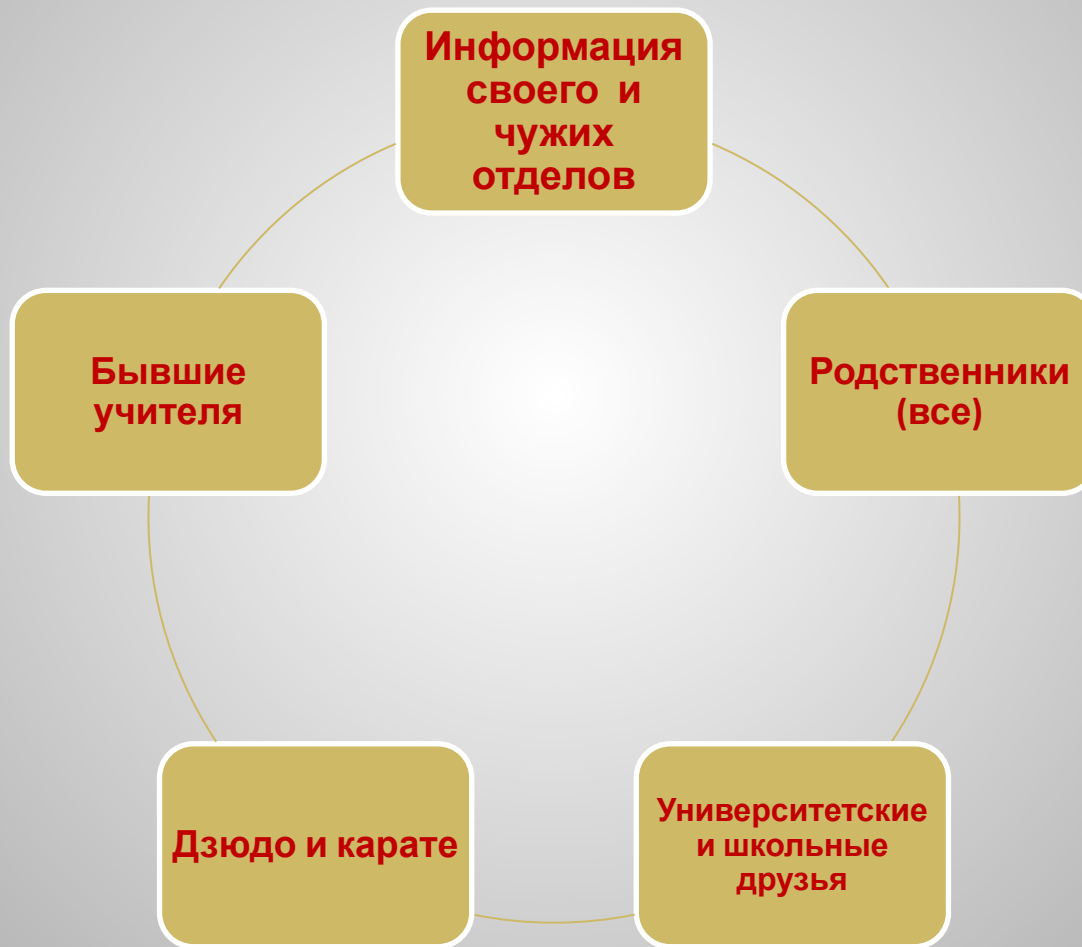 Информация
своего и
чужих
отделов
Родственники
(все)
Университетские
и школьные
друзья
Дзюдо и карате
Бывшие
учителя